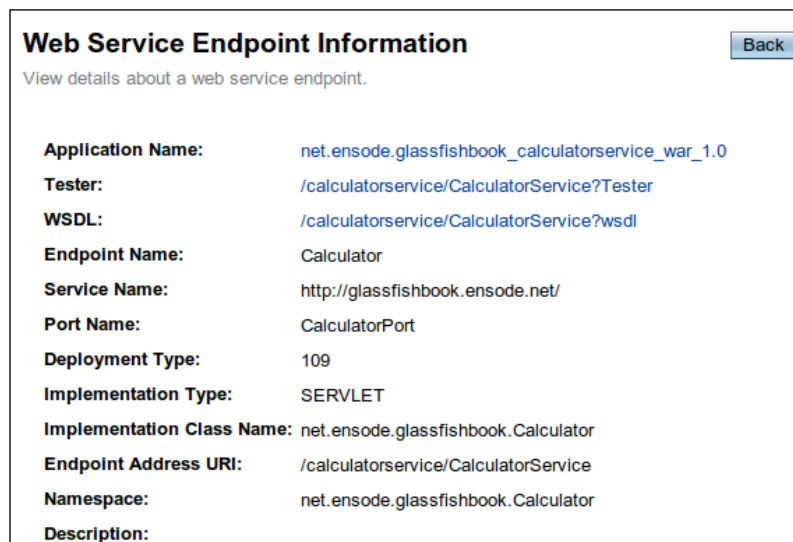 Web Service Endpoint Information
Back
View details about a web service endpoint.
Application Name: net.ensode.glassfishbook_calculatorservice_war_1.0
Tester: /calculatorservice/CalculatorService?Tester
WSDL: /calculatorservice/CalculatorService?wsdl
Endpoint Name: Calculator
Service Name: http://glassfishbook.ensode.net/
Port Name: CalculatorPort
Deployment Type: 109
Implementation Type: SERVLET
Implementation Class Name: net.ensode.glassfishbook.Calculator
Endpoint Address URI: /calculatorservice/CalculatorService
Namespace: net.ensode.glassfishbook.Calculator
Description: